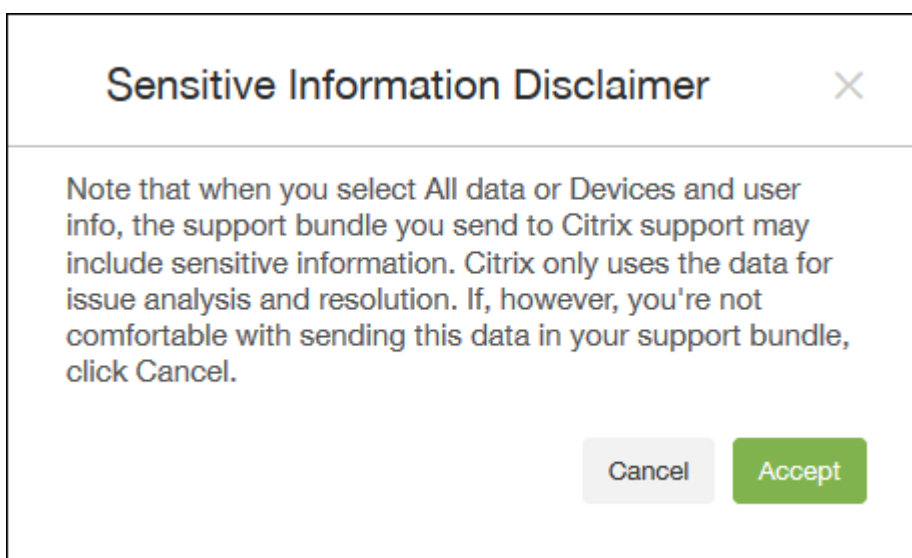 Sensitive Information Disclaimer
Note that when you select All data or Devices and user
info, the support bundle you send to Citrix support may
include sensitive information. Citrix only uses the data for
issue analysis and resolution. If, however, you're not
comfortable with sending this data in your support bundle,
click Cancel.
Cancel
Accept